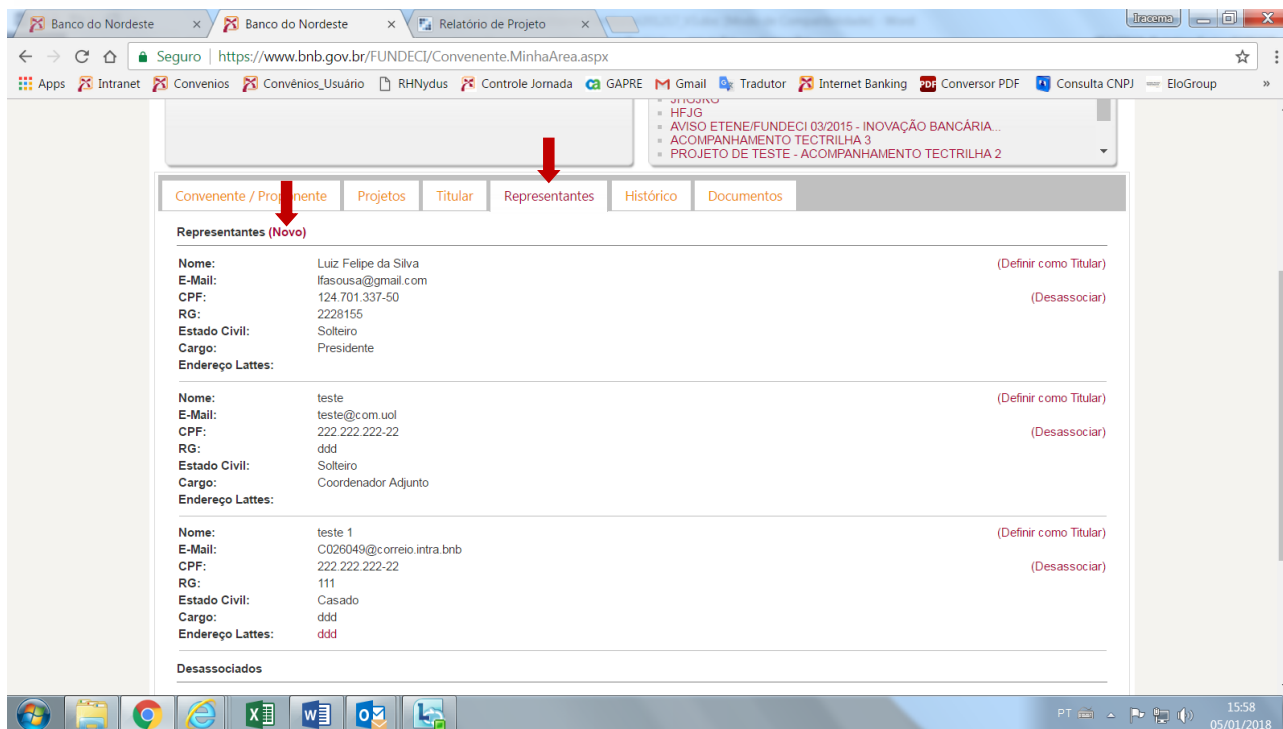 Banco do Nordeste
Banco do Nordeste
Relatório de Projeto
Iracema
Seguro | https://www.bnb.gov.br/FUNDECI/Convenente.MinhaArea.aspx
Apps Intranet Convenios Convênios_Usuário RHNydus Controle Jornada GAPRE Gmail Tradutor Internet Banking Conversor PDF Consulta CNPJ EloGroup »
HFJG
AVISO ETENE/FUNDECI 03/2015 - INOVAÇÃO BANCÁRIA...
ACOMPANHAMENTO TECTRILHA 3
PROJETO DE TESTE - ACOMPANHAMENTO TECTRILHA 2
Convenente / Proponente Projetos Titular Representantes Histórico Documentos
Representantes (Novo)
Nome: Luiz Felipe da Silva (Definir como Titular)
E-Mail: lfasousa@gmail.com
CPF: 124.701.337-50 (Desassociar)
RG: 2228155
Estado Civil: Solteiro
Cargo: Presidente
Endereço Lattes:
Nome: teste (Definir como Titular)
E-Mail: teste@com.uol
CPF: 222.222.222-22 (Desassociar)
RG: ddd
Estado Civil: Solteiro
Cargo: Coordenador Adjunto
Endereço Lattes:
Nome: teste 1 (Definir como Titular)
E-Mail: C026049@correio.intra.bnb
CPF: 222.222.222-22 (Desassociar)
RG: 111
Estado Civil: Casado
Cargo: ddd
Endereço Lattes: ddd
Desassociados
PT
15:58
05/01/2018